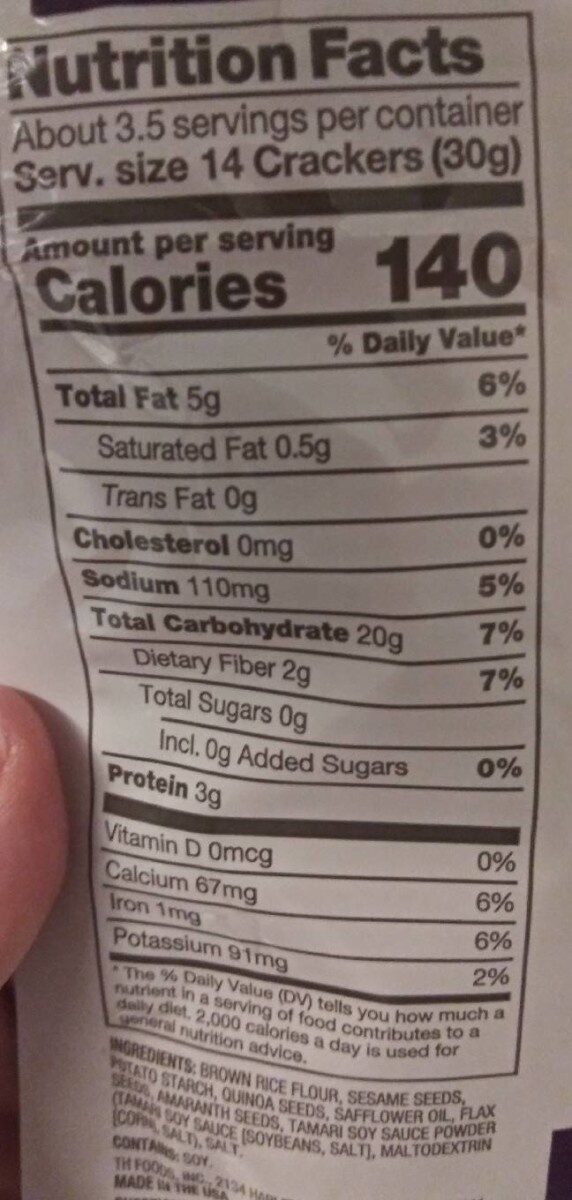 Nutrition Facts
About 3.5 servings per container
Serv. size 14 Crackers (30g)
Amount per serving
Calories 140
% Daily Value*
Total Fat 5g 6%
Saturated Fat 0.5g 3%
Trans Fat 0g
Cholesterol 0mg 0%
Sodium 110mg 5%
Total Carbohydrate 20g 7%
Dietary Fiber 2g 7%
Total Sugars 0g
Incl. 0g Added Sugars 0%
Protein 3g
Vitamin D 0mcg 0%
Calcium 67mg 6%
Iron 1mg 6%
Potassium 91mg 2%
* The % Daily Value (DV) tells you how much a
nutrient in a serving of food contributes to a
daily diet. 2,000 calories a day is used for
general nutrition advice.
INGREDIENTS: BROWN RICE FLOUR, SESAME SEEDS,
POTATO STARCH, QUINOA SEEDS, SAFFLOWER OIL, FLAX
SEEDS, AMARANTH SEEDS, TAMARI SOY SAUCE POWDER
(TAMARI SOY SAUCE [SOYBEANS, SALT], MALTODEXTRIN
[CORN], SALT), SALT.
CONTAINS: SOY.
TH FOODS, INC., 2134
MADE IN THE USA